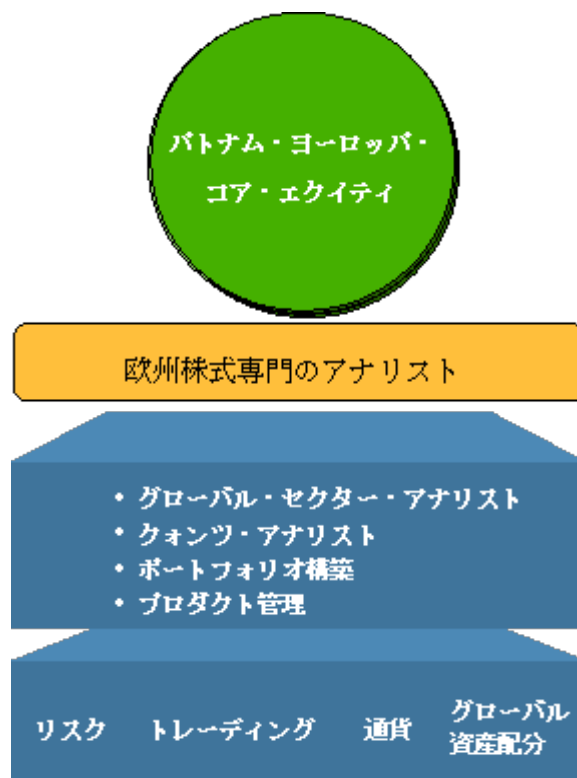 パトナム・ヨーロッパ・
コア・エクイティ
欧州株式専門のアナリスト
・グローバル・セクター・アナリスト
・クォンツ・アナリスト
・ポートフォリオ構築
・プロダクト管理
リスク トレーディング 通貨 グローバル
資産配分